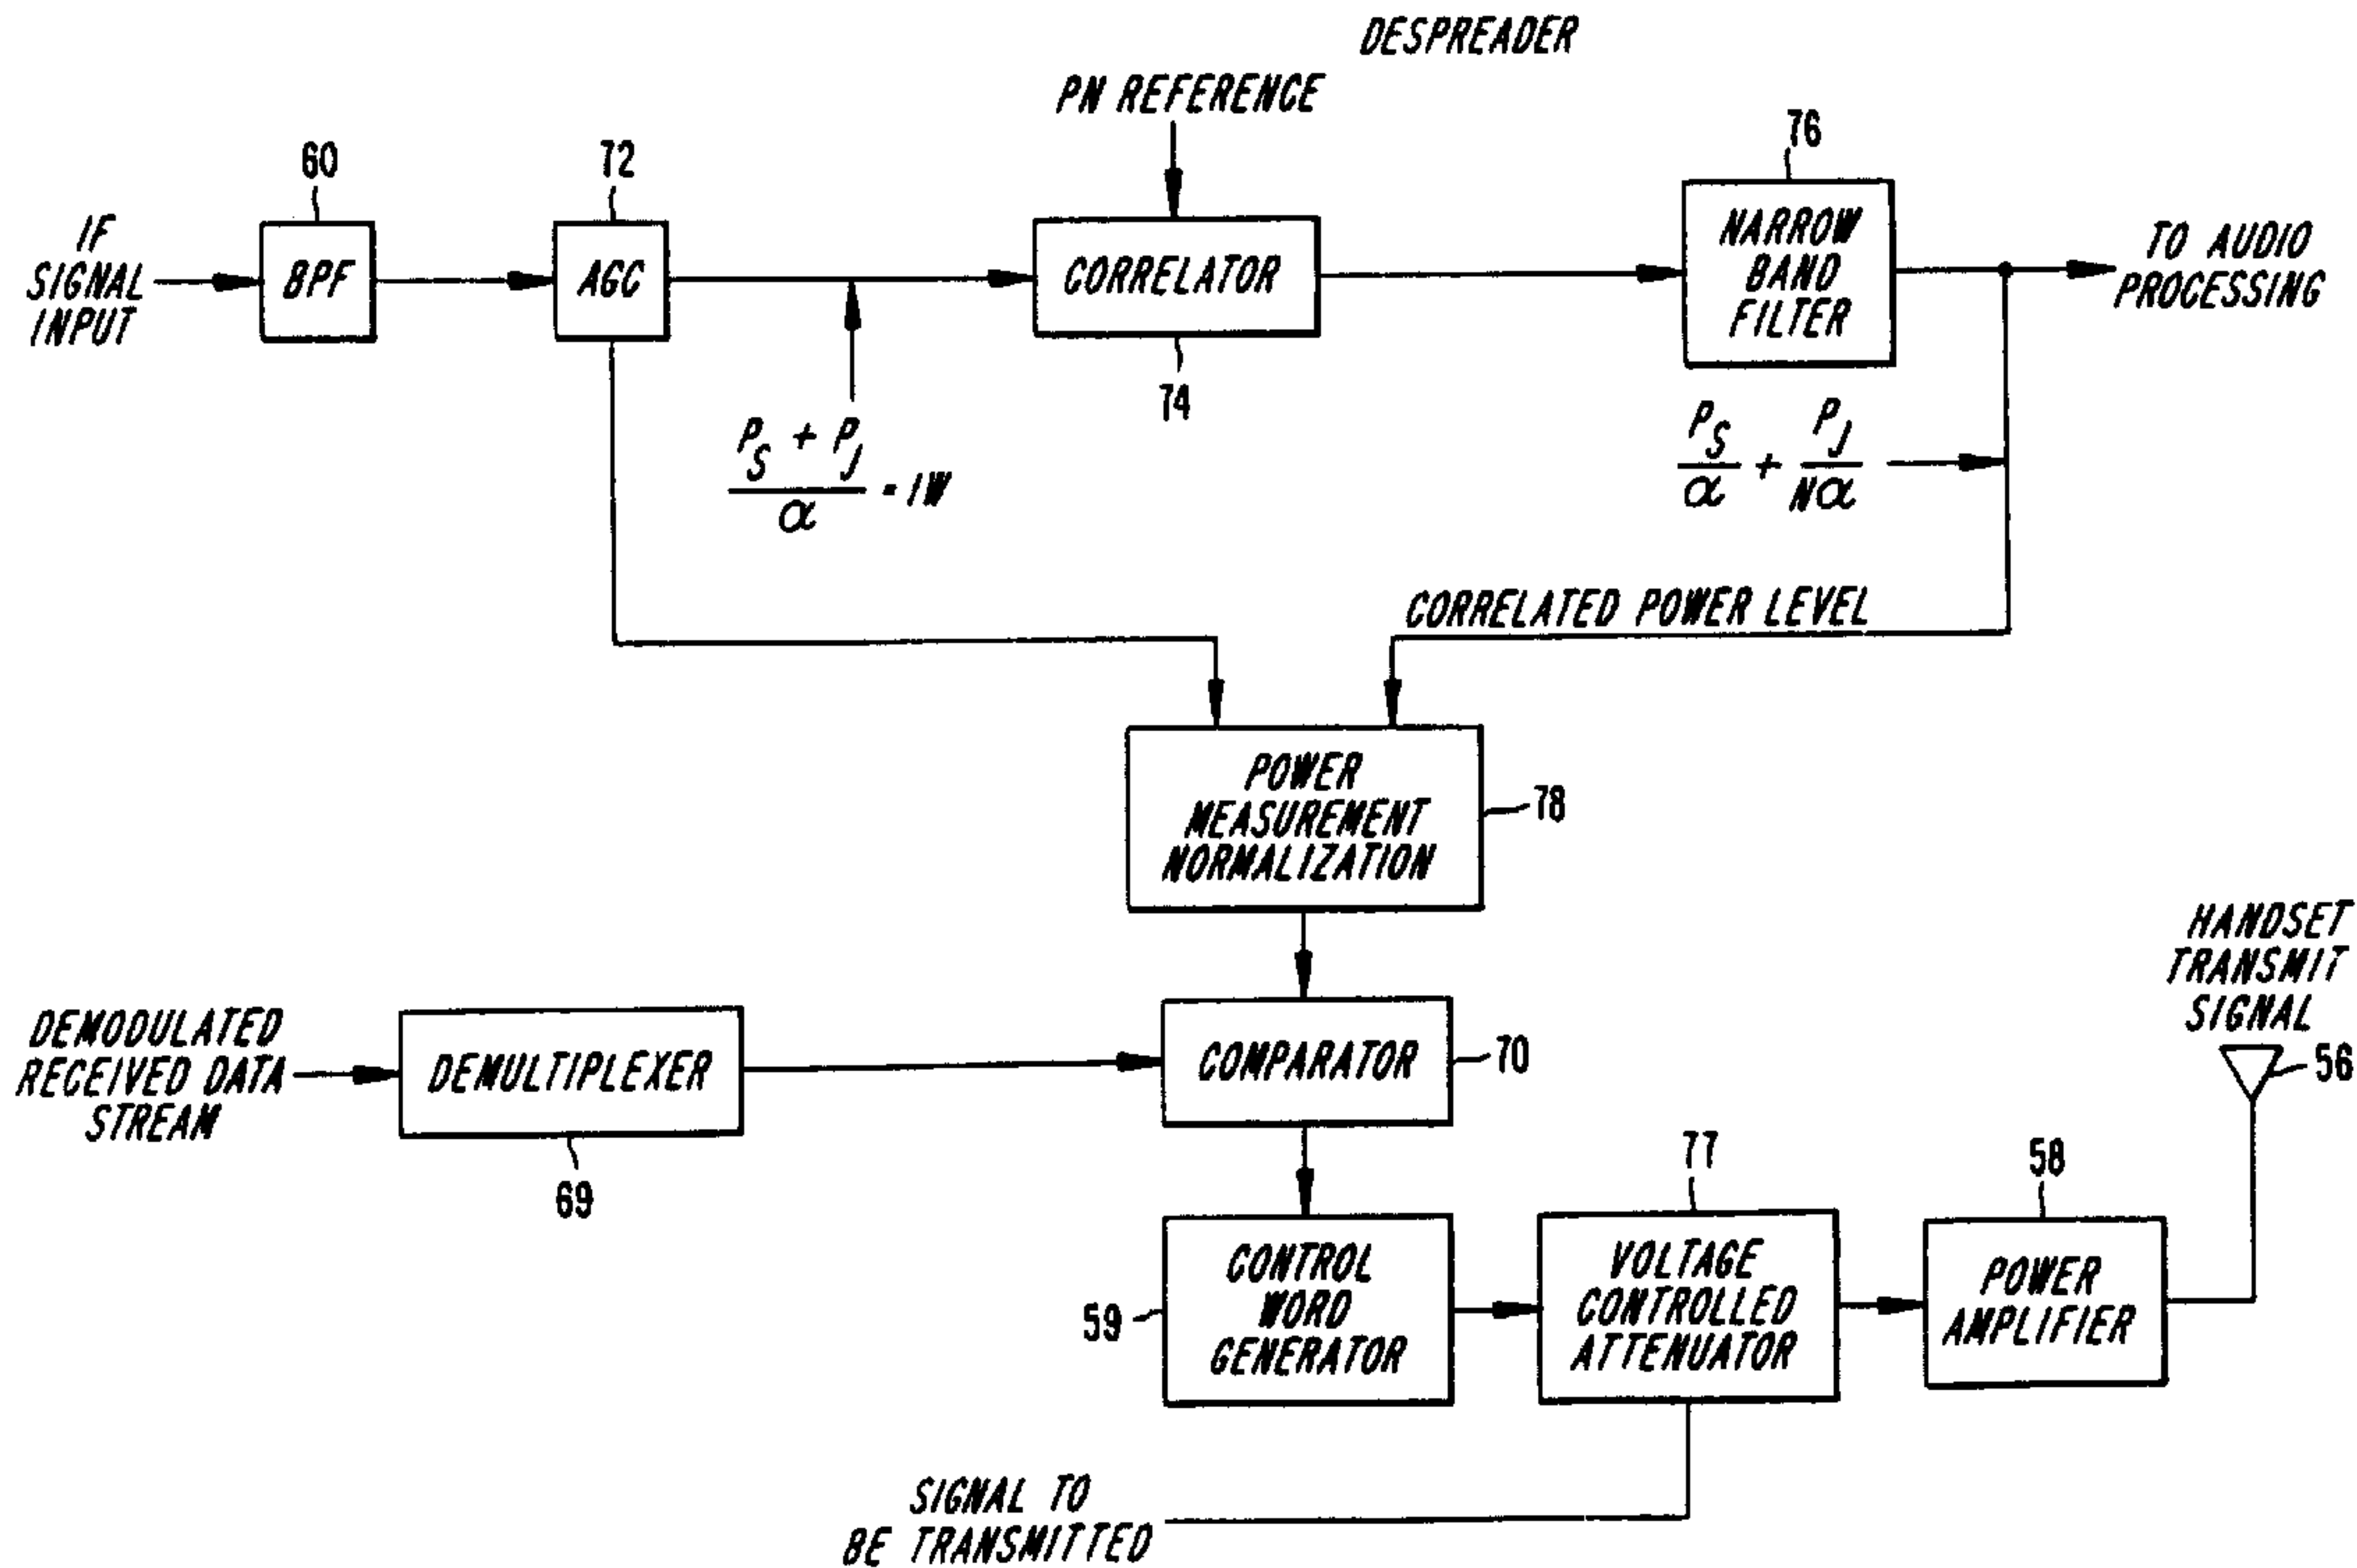 DESPREADER
PN REFERENCE
60
72
76
IF
SIGNAL
INPUT
BPF
AGC
CORRELATOR
74
NARROW
BAND
FILTER
TO AUDIO
PROCESSING
P_S + P_J
α
= 1W
P_S/α + P_J/Nα
CORRELATED POWER LEVEL
POWER
MEASUREMENT
NORMALIZATION
78
DEMODULATED
RECEIVED DATA
STREAM
DEMULTIPLEXER
69
COMPARATOR
70
HANDSET
TRANSMIT
SIGNAL
56
CONTROL
WORD
GENERATOR
59
77
VOLTAGE
CONTROLLED
ATTENUATOR
58
POWER
AMPLIFIER
SIGNAL TO
BE TRANSMITTED